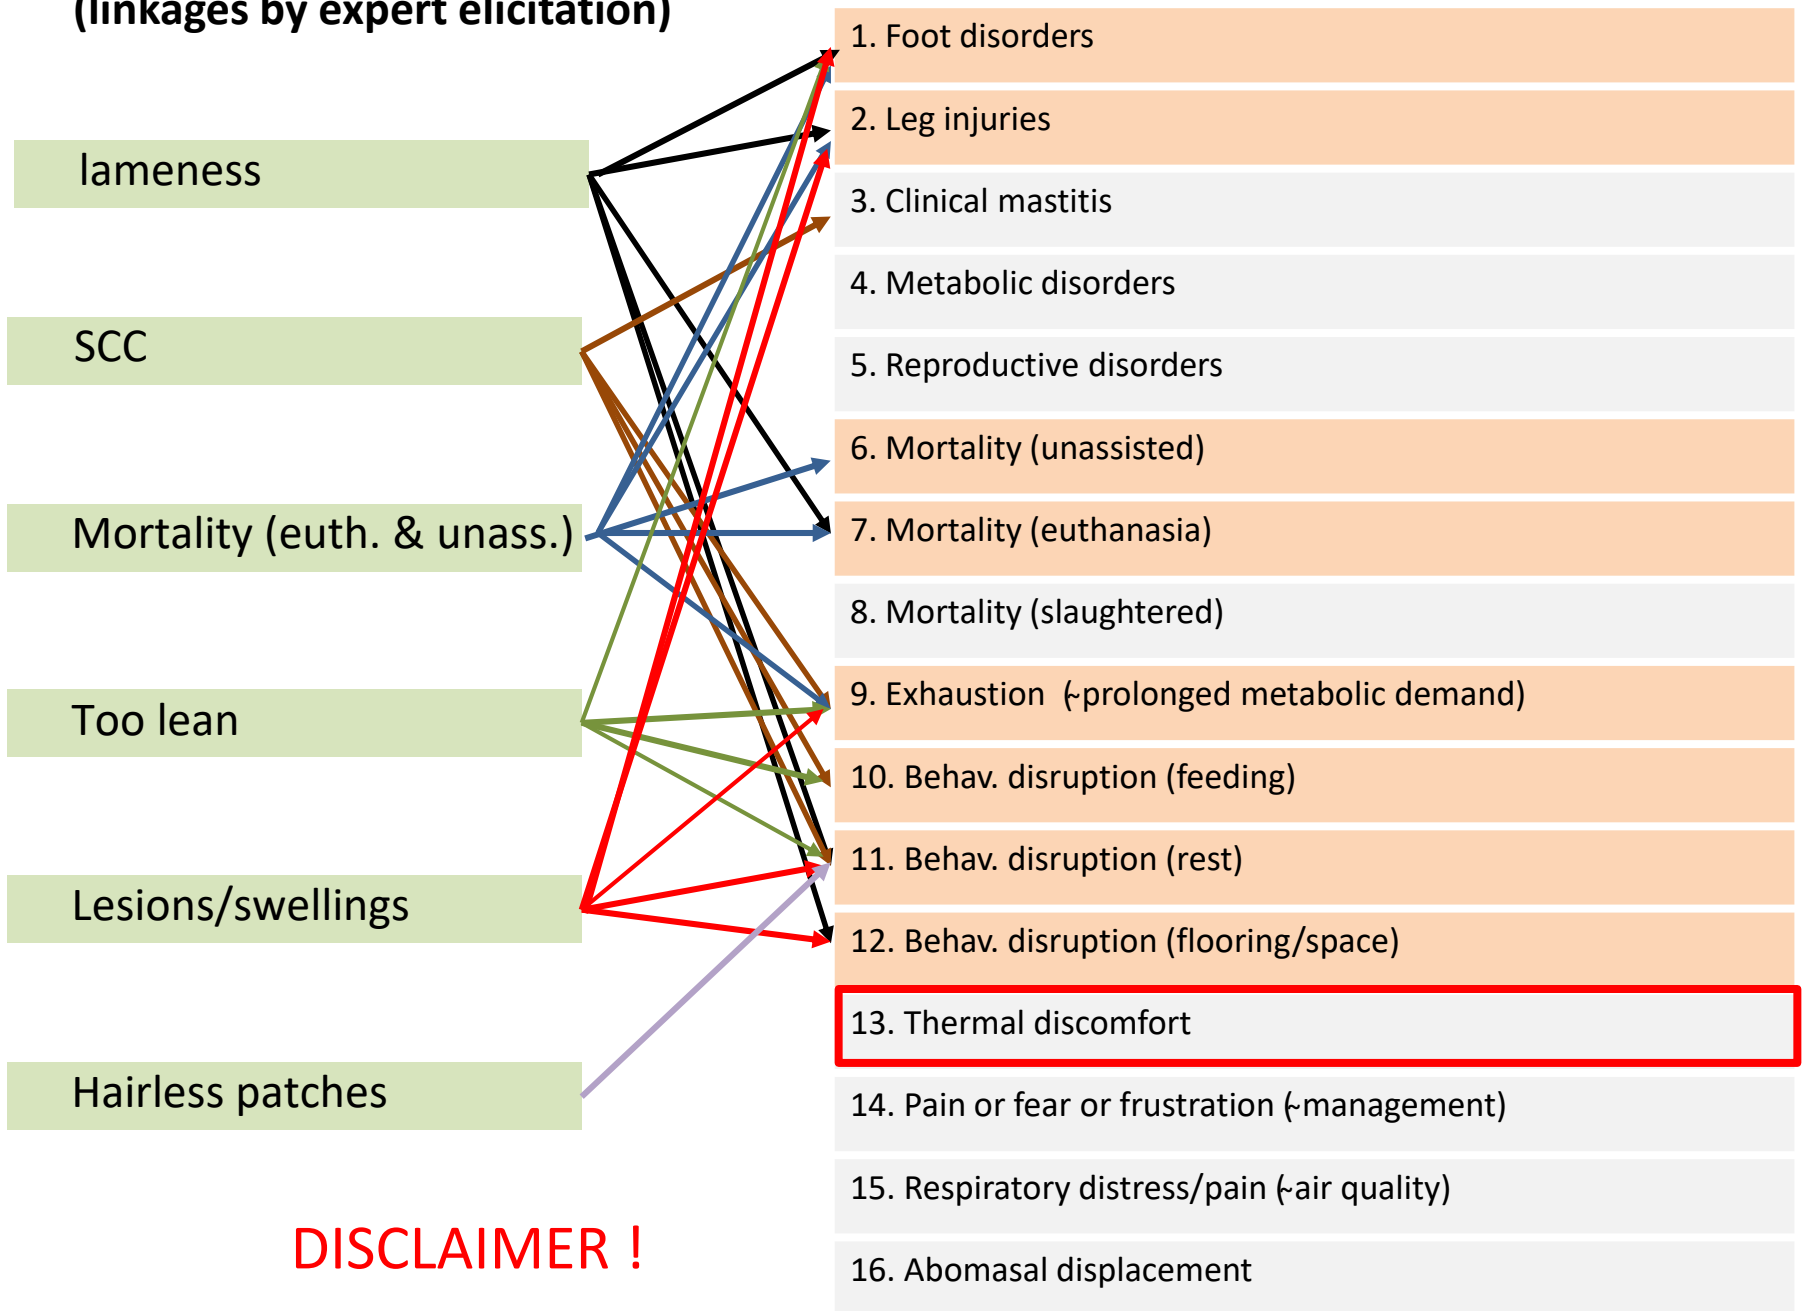 (linkages by expert elicitation)
lameness
SCC
Mortality (euth. & unass.)
Too lean
Lesions/swellings
Hairless patches
DISCLAIMER !
1. Foot disorders
2. Leg injuries
3. Clinical mastitis
4. Metabolic disorders
5. Reproductive disorders
6. Mortality (unassisted)
7. Mortality (euthanasia)
8. Mortality (slaughtered)
9. Exhaustion (~prolonged metabolic demand)
10. Behav. disruption (feeding)
11. Behav. disruption (rest)
12. Behav. disruption (flooring/space)
13. Thermal discomfort
14. Pain or fear or frustration (~management)
15. Respiratory distress/pain (~air quality)
16. Abomasal displacement